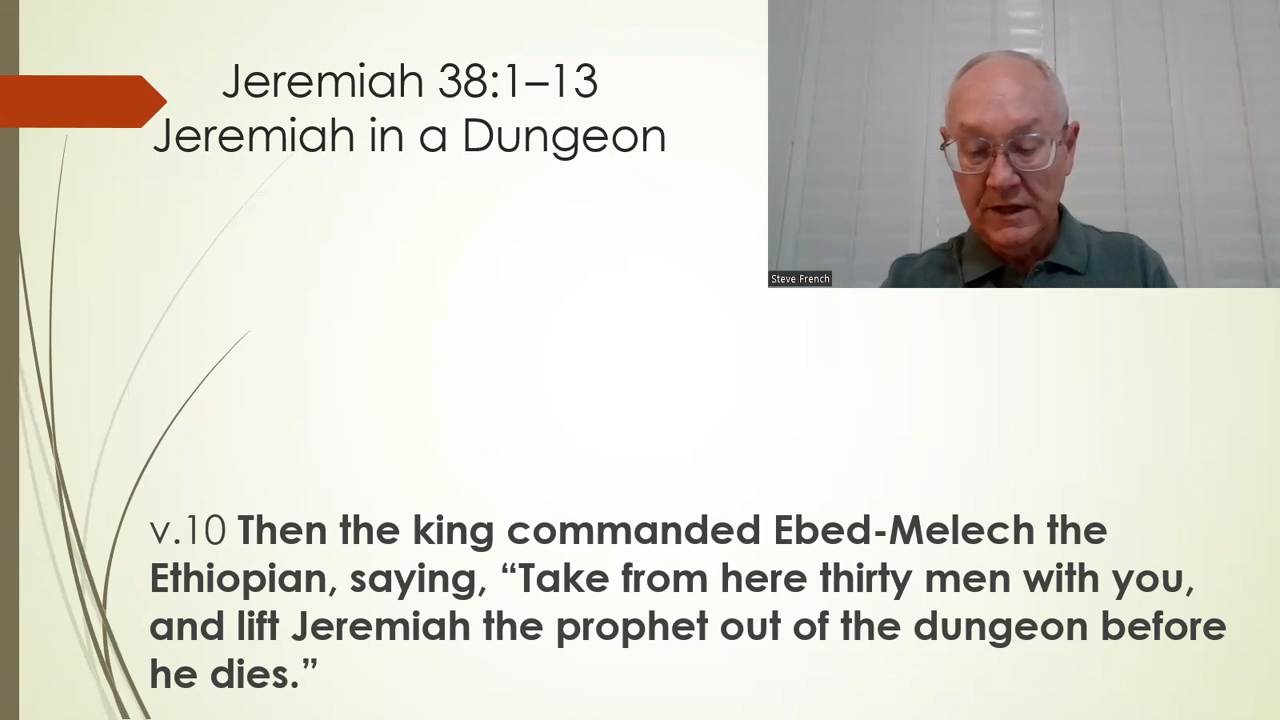 Jeremiah 38:1–13
Jeremiah in a Dungeon
Steve French
v.10 Then the king commanded Ebed-Melech the
Ethiopian, saying, “Take from here thirty men with you,
and lift Jeremiah the prophet out of the dungeon before
he dies.”